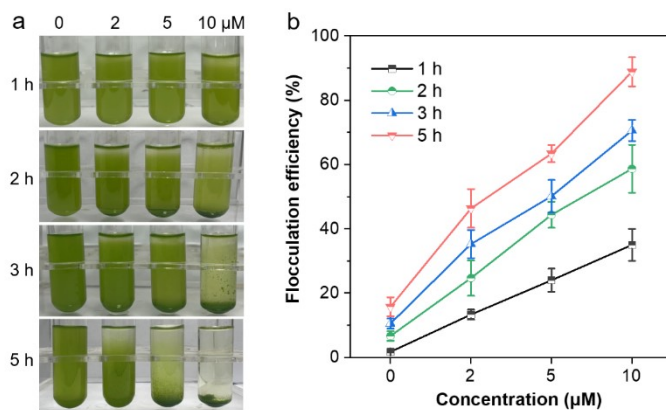 a
0 2 5 10 μM
1 h
2 h
3 h
5 h
b
100
80
60
40
20
0
Flocculation efficiency (%)
1 h
2 h
3 h
5 h
0 2 5 10
Concentration (μM)